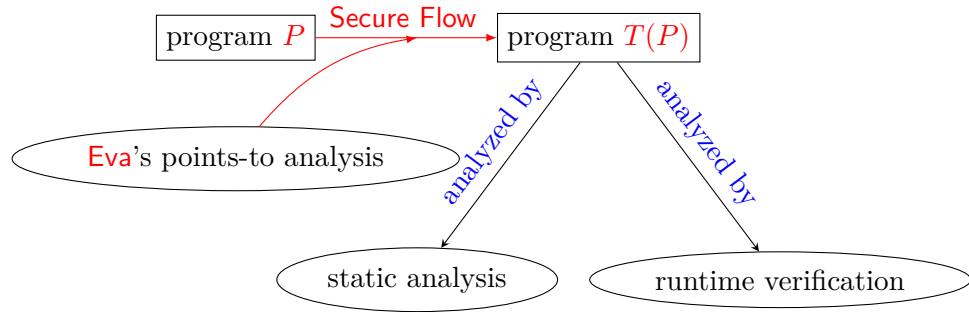 Secure Flow
program P
program T(P)
Eva's points-to analysis
analyzed by
analyzed by
static analysis
runtime verification